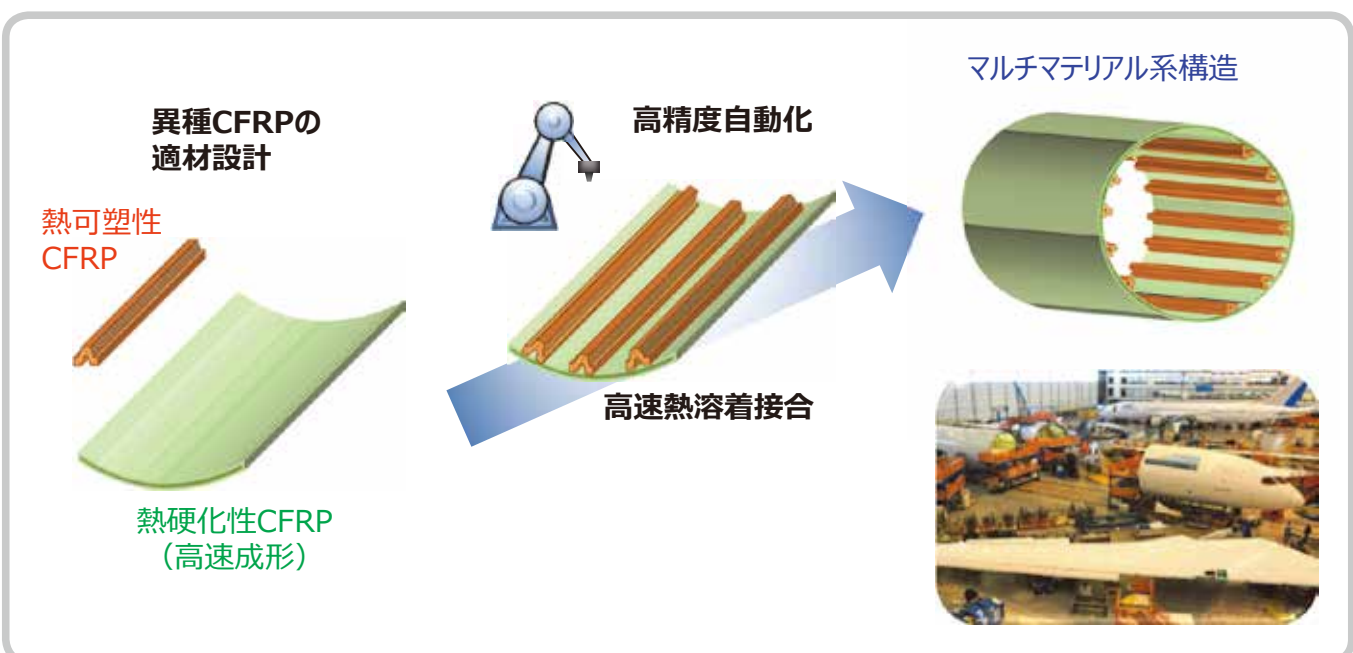 異種CFRPの
適材設計
熱可塑性
CFRP
熱硬化性CFRP
（高速成形）
高精度自動化
高速熱溶着接合
マルチマテリアル系構造